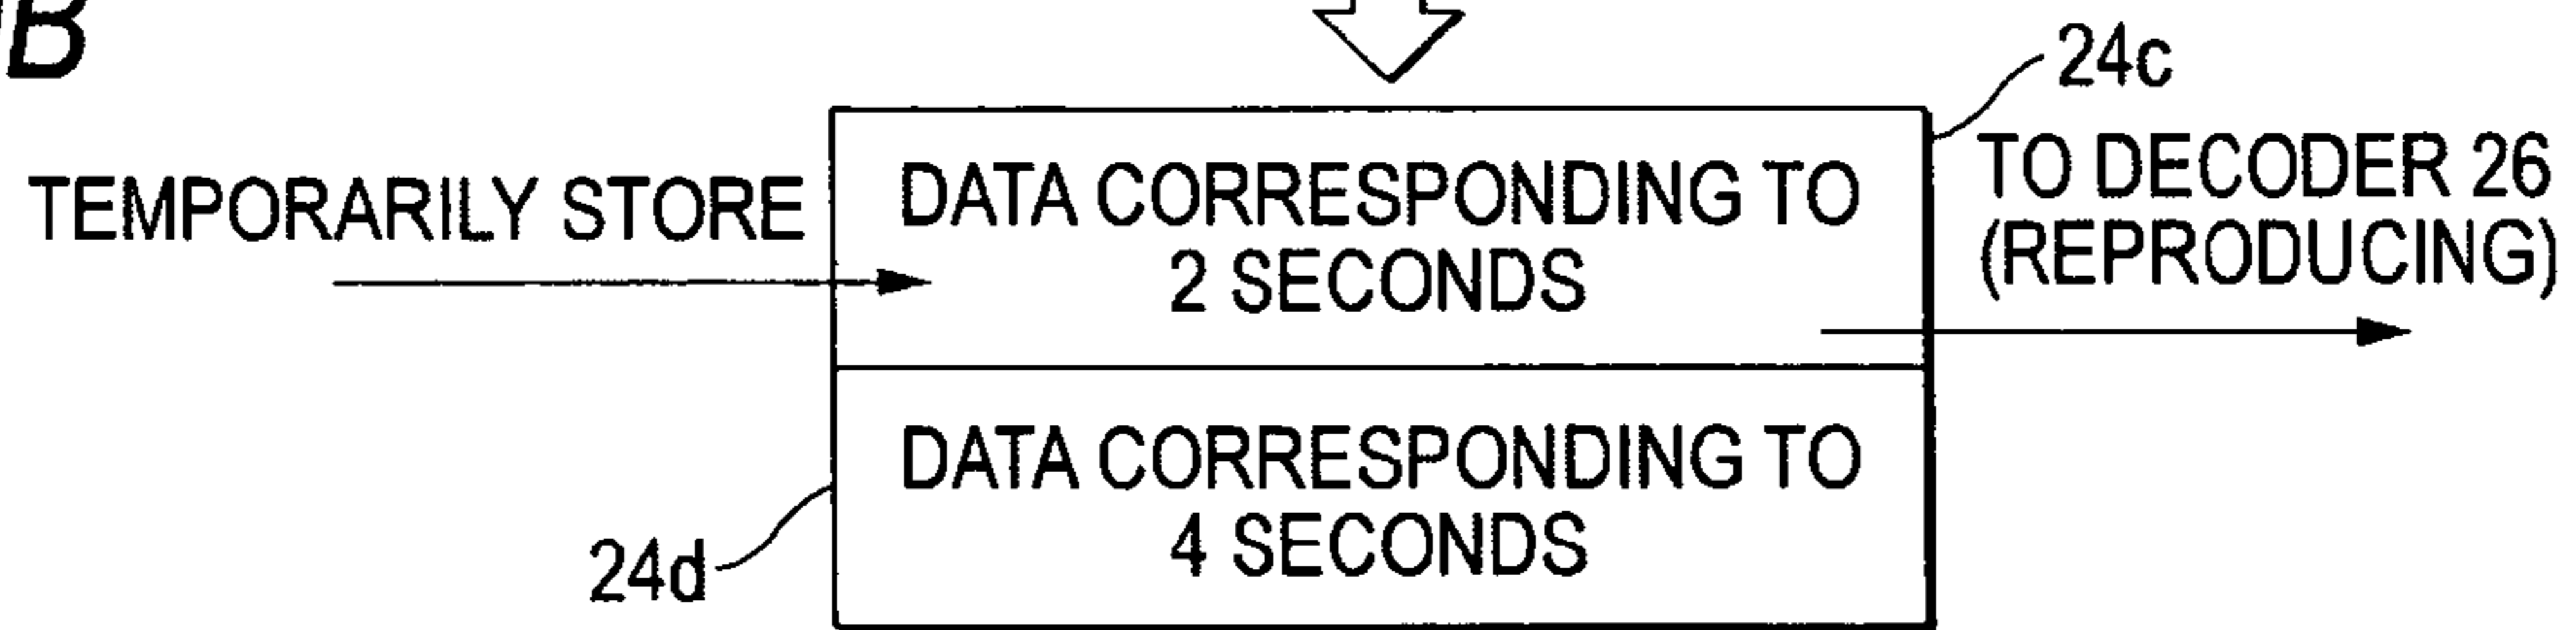 B
24c
TEMPORARILY STORE
DATA CORRESPONDING TO
2 SECONDS
TO DECODER 26
(REPRODUCING)
DATA CORRESPONDING TO
4 SECONDS
24d